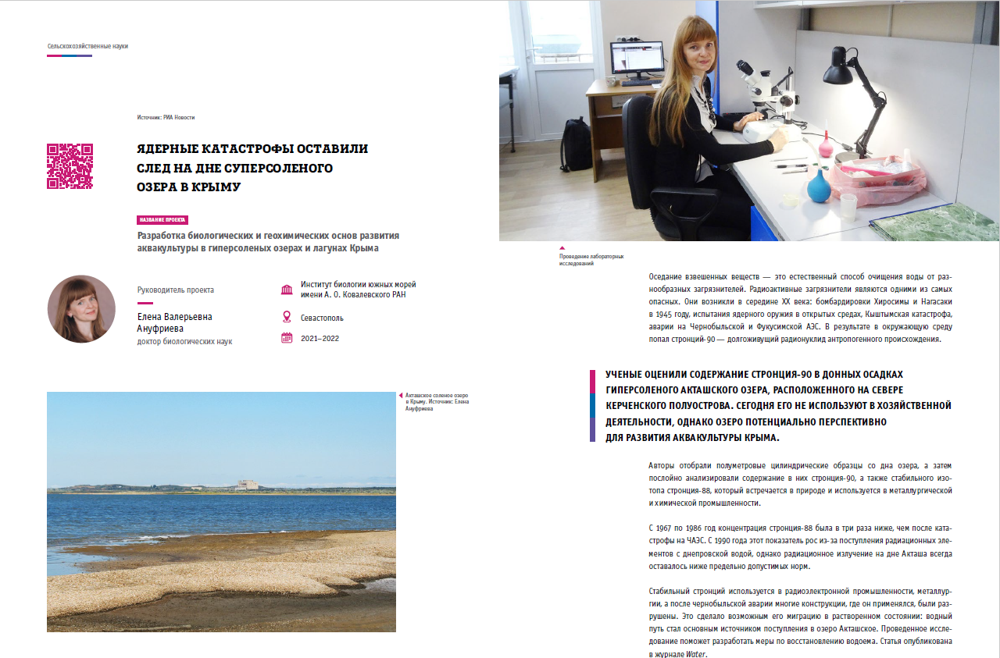 Сельскохозяйственные науки
Источник: РИА Новости
ЯДЕРНЫЕ КАТАСТРОФЫ ОСТАВИЛИ
СЛЕД НА ДНЕ СУПЕРСОЛЕНОГО
ОЗЕРА В КРЫМУ
НАЗВАНИЕ ПРОЕКТА
Разработка биологических и геохимических основ развития
аквакультуры в гиперсоленых озерах и лагунах Крыма
Руководитель проекта
Елена Валерьевна
Ануфриева
доктор биологических наук
Институт биологии южных морей
имени А. О. Ковалевского РАН
Севастополь
2021–2022
Акташское соленое озеро
в Крыму. Источник: Елена
Ануфриева
Проведение лабораторных
исследований
Оседание взвешенных веществ — это естественный способ очищения воды от раз-
нообразных загрязнителей. Радиоактивные загрязнители являются одними из самых
опасных. Они возникли в середине XX века: бомбардировки Хиросимы и Нагасаки
в 1945 году, испытания ядерного оружия в открытых средах, Кыштымская катастрофа,
аварии на Чернобыльской и Фукусимской АЭС. В результате в окружающую среду
попал стронций-90 — долгоживущий радионуклид антропогенного происхождения.
УЧЕНЫЕ ОЦЕНИЛИ СОДЕРЖАНИЕ СТРОНЦИЯ-90 В ДОННЫХ ОСАДКАХ
ГИПЕРСОЛЕНОГО АКТАШСКОГО ОЗЕРА, РАСПОЛОЖЕННОГО НА СЕВЕРЕ
КЕРЧЕНСКОГО ПОЛУОСТРОВА. СЕГОДНЯ ЕГО НЕ ИСПОЛЬЗУЮТ В ХОЗЯЙСТВЕННОЙ
ДЕЯТЕЛЬНОСТИ, ОДНАКО ОЗЕРО ПОТЕНЦИАЛЬНО ПЕРСПЕКТИВНО
ДЛЯ РАЗВИТИЯ АКВАКУЛЬТУРЫ КРЫМА.
Авторы отобрали полуметровые цилиндрические образцы со дна озера, а затем
послойно анализировали содержание в них стронция-90, а также стабильного изо-
топа стронция-88, который встречается в природе и используется в металлургической
и химической промышленности.
С 1967 по 1986 год концентрация стронция-88 была в три раза ниже, чем после ката-
строфы на ЧАЭС. С 1990 года этот показатель рос из-за поступления радиационных эле-
ментов с днепровской водой, однако радиационное излучение на дне Акташа всегда
оставалось ниже предельно допустимых норм.
Стабильный стронций используется в радиоэлектронной промышленности, металлур-
гии, а после чернобыльской аварии многие конструкции, где он применялся, были раз-
рушены. Это сделало возможным его миграцию в растворенном состоянии: водный
путь стал основным источником поступления в озеро Акташское. Проведенное иссле-
дование поможет разработать меры по восстановлению водоема. Статья опубликована
в журнале Water.